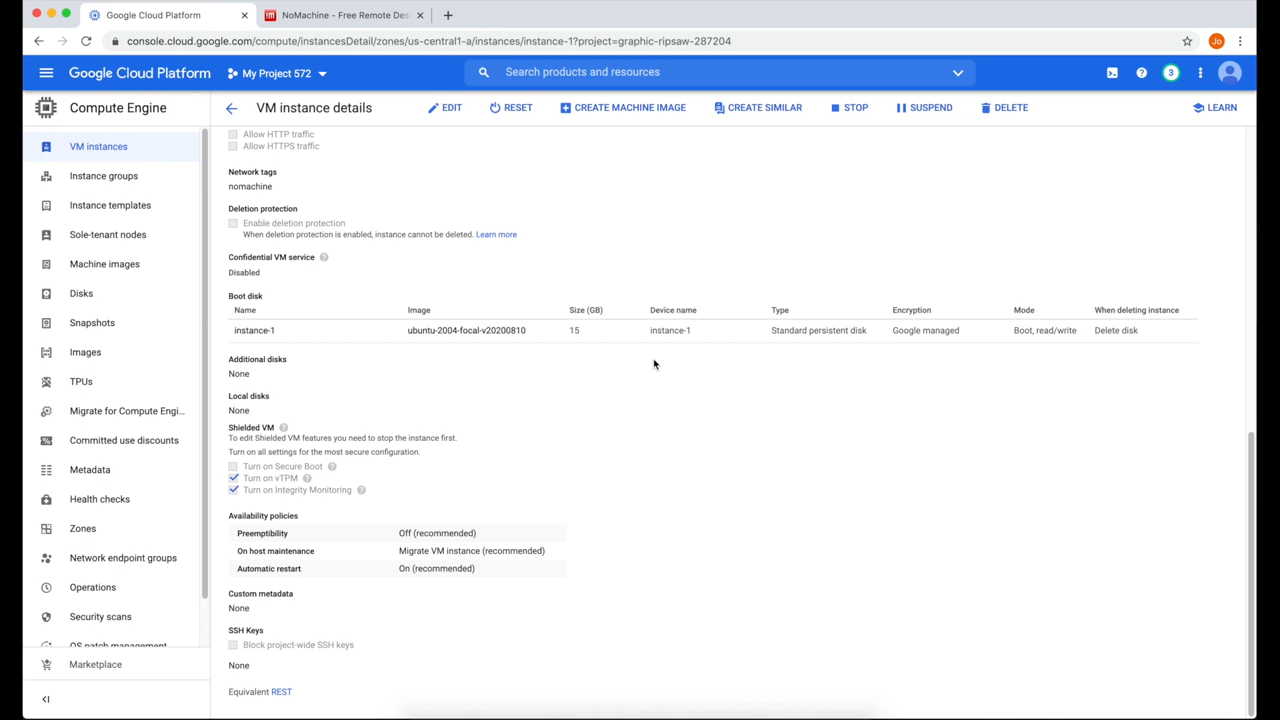 Google Cloud Platform
NoMachine - Free Remote Des
console.cloud.google.com/compute/instancesDetail/zones/us-central1-a/instances/instance-1?project=graphic-ripsaw-287204
Jo
Google Cloud Platform
My Project 572
Search products and resources
3
Compute Engine
VM instance details
EDIT
RESET
CREATE MACHINE IMAGE
CREATE SIMILAR
STOP
SUSPEND
DELETE
LEARN
VM instances
Instance groups
Instance templates
Sole-tenant nodes
Machine images
Disks
Snapshots
Images
TPUs
Migrate for Compute Engi...
Committed use discounts
Metadata
Health checks
Zones
Network endpoint groups
Operations
Security scans
OS patch management
Marketplace
Allow HTTP traffic
Allow HTTPS traffic
Network tags
nomachine
Deletion protection
Enable deletion protection
When deletion protection is enabled, instance cannot be deleted. Learn more
Confidential VM service
Disabled
Boot disk
Name Image Size (GB) Device name Type Encryption Mode When deleting instance
instance-1 ubuntu-2004-focal-v20200810 15 instance-1 Standard persistent disk Google managed Boot, read/write Delete disk
Additional disks
None
Local disks
None
Shielded VM
To edit Shielded VM features you need to stop the instance first.
Turn on all settings for the most secure configuration.
Turn on Secure Boot
Turn on vTPM
Turn on Integrity Monitoring
Availability policies
Preemptibility Off (recommended)
On host maintenance Migrate VM instance (recommended)
Automatic restart On (recommended)
Custom metadata
None
SSH Keys
Block project-wide SSH keys
None
Equivalent REST